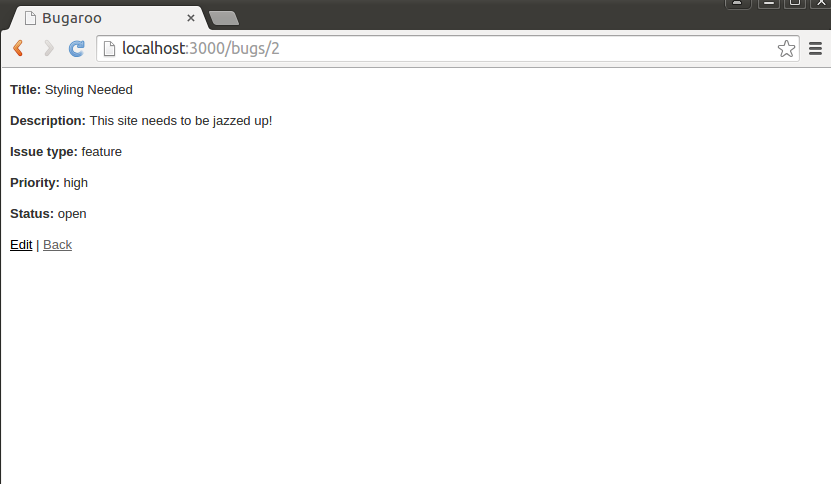 Bugaroo
localhost:3000/bugs/2
Title: Styling Needed
Description: This site needs to be jazzed up!
Issue type: feature
Priority: high
Status: open
Edit | Back